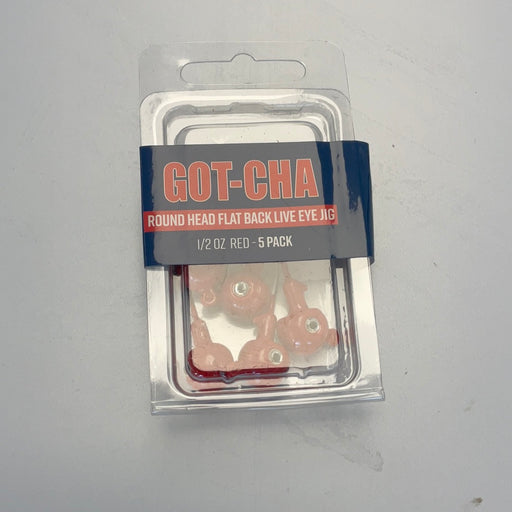 GOT-CHA
ROUND HEAD FLAT BACK LIVE EYE JIG
1/2 OZ RED - 5 PACK